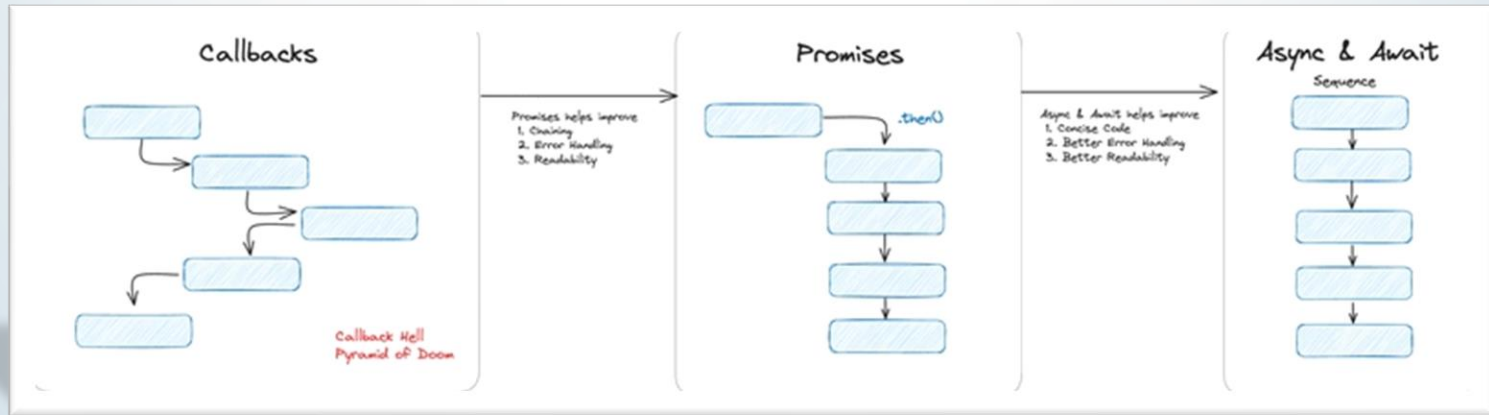 Callbacks
Callback Hell
Pyramid of Doom
Promises helps improve
1. Chaining
2. Error Handling
3. Readability
Promises
.then()
Async & Await helps improve
1. Concise Code
2. Better Error Handling
3. Better Readability
Async & Await
Sequence